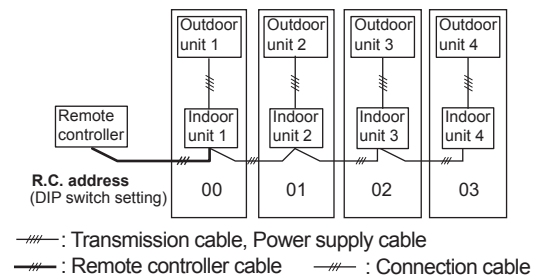 Outdoor
unit 1
Outdoor
unit 2
Outdoor
unit 3
Outdoor
unit 4
Remote
controller
Indoor
unit 1
Indoor
unit 2
Indoor
unit 3
Indoor
unit 4
R.C. address
(DIP switch setting)
00
01
02
03
: Transmission cable, Power supply cable
: Remote controller cable
: Connection cable